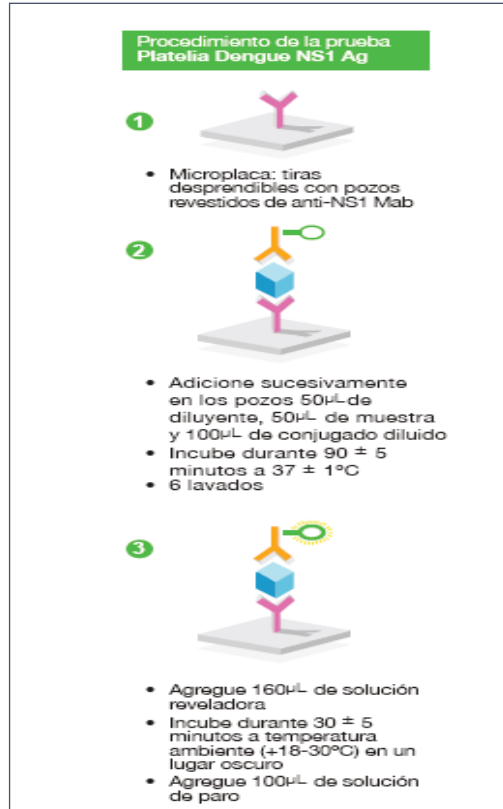 Procedimiento de la prueba
Platelia Dengue NS1 Ag
1
• Microplaca: tiras
desprendibles con pozos
revestidos de anti-NS1 Mab
2
• Adicione sucesivamente
en los pozos 50µL de
diluyente, 50µL de muestra
y 100µL de conjugado diluido
• Incube durante 90 ± 5
minutos a 37 ± 1ºC
• 6 lavados
3
• Agregue 160µL de solución
reveladora
• Incube durante 30 ± 5
minutos a temperatura
ambiente (+18-30ºC) en un
lugar oscuro
• Agregue 100µL de solución
de paro